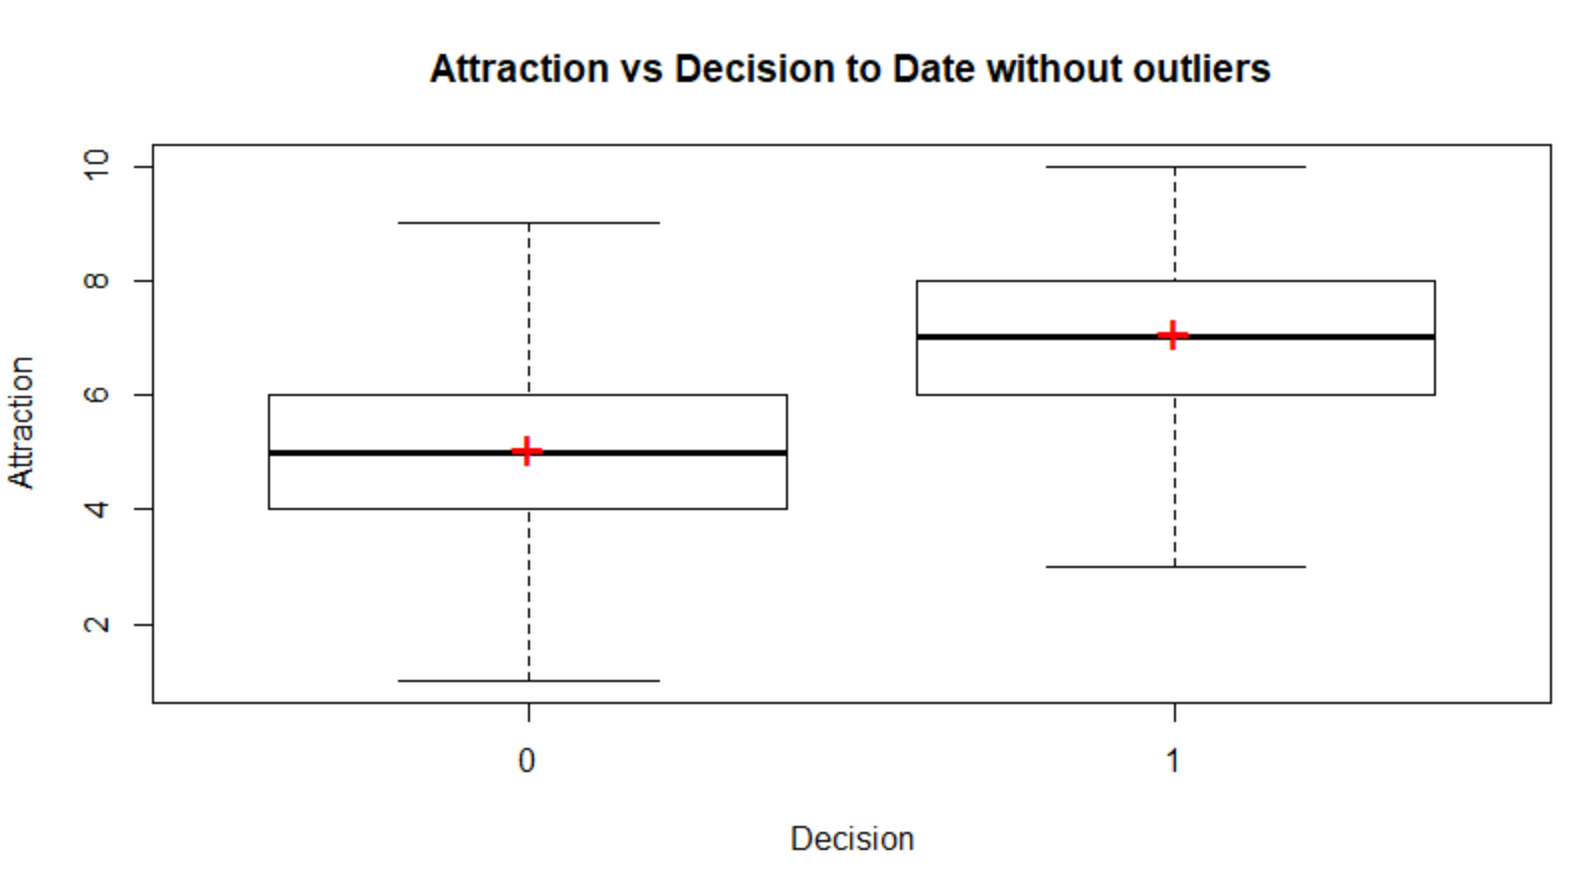 Attraction vs Decision to Date without outliers
Attraction
10
8
6
4
2
0 1
Decision